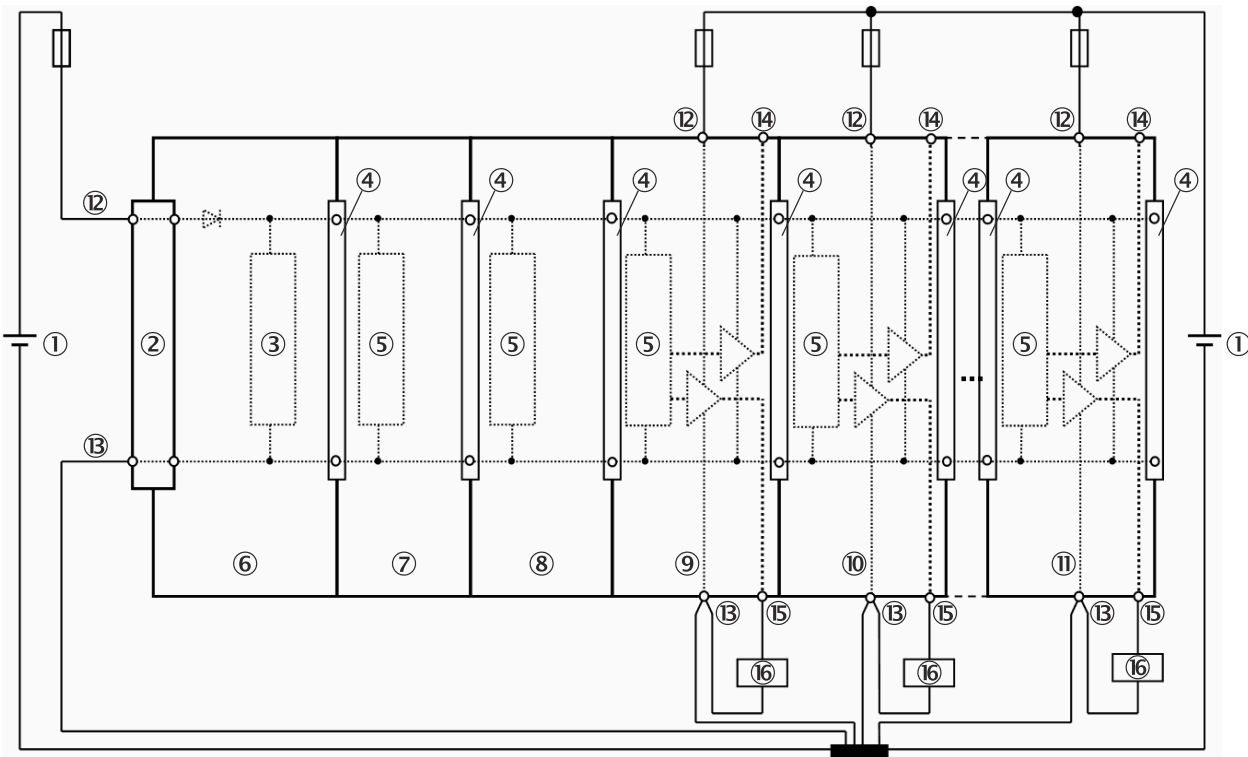 ⑫ ⑭ ⑫ ⑭ ⑫ ⑭
④ ④ ④ ④ ④ ④ ④
⑫
① ② ③ ⑤ ⑤ ⑤ ⑤ ⑤ ①
...
⑬
⑥ ⑦ ⑧ ⑨ ⑩ ⑪
⑬ ⑮ ⑬ ⑮ ⑬ ⑮
⑯ ⑯ ⑯